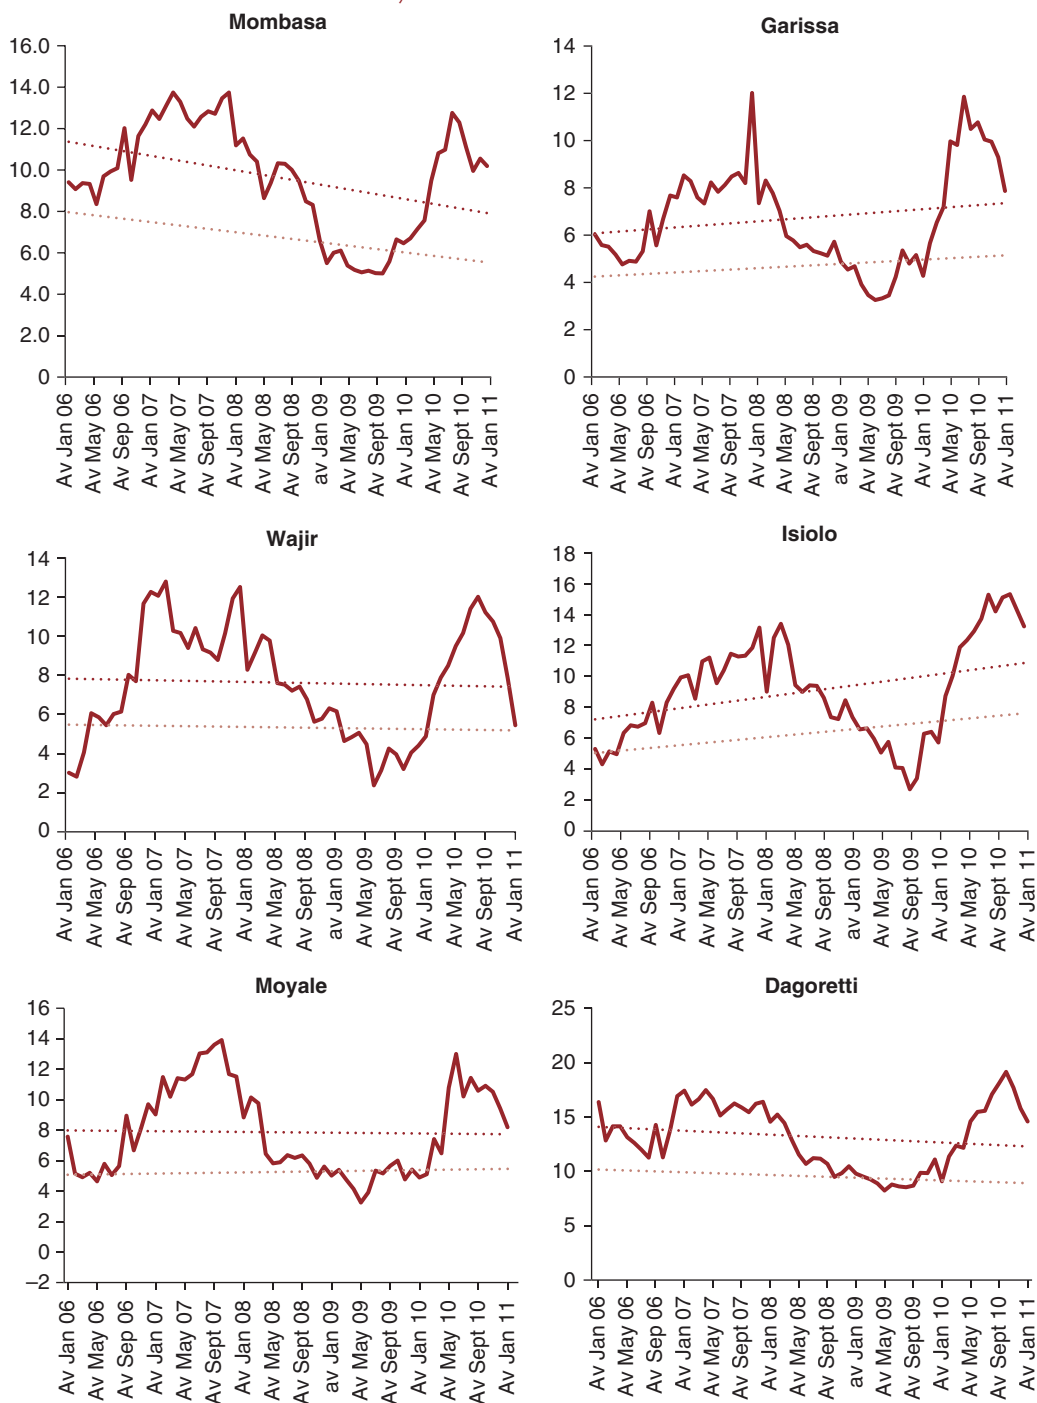 Mombasa
16.0
14.0
12.0
10.0
8.0
6.0
4.0
2.0
0
Av Jan 06
Av May 06
Av Sep 06
Av Jan 07
Av May 07
Av Sept 07
Av Jan 08
Av May 08
Av Sept 08
av Jan 09
Av May 09
Av Sept 09
Av Jan 10
Av May 10
Av Sept 10
Av Jan 11
Garissa
14
12
10
8
6
4
2
0
Av Jan 06
Av May 06
Av Sep 06
Av Jan 07
Av May 07
Av Sept 07
Av Jan 08
Av May 08
Av Sept 08
av Jan 09
Av May 09
Av Sept 09
Av Jan 10
Av May 10
Av Sept 10
Av Jan 11
Wajir
14
12
10
8
6
4
2
0
Av Jan 06
Av May 06
Av Sep 06
Av Jan 07
Av May 07
Av Sept 07
Av Jan 08
Av May 08
Av Sept 08
av Jan 09
Av May 09
Av Sept 09
Av Jan 10
Av May 10
Av Sept 10
Av Jan 11
Isiolo
18
16
14
12
10
8
6
4
2
0
Av Jan 06
Av May 06
Av Sep 06
Av Jan 07
Av May 07
Av Sept 07
Av Jan 08
Av May 08
Av Sept 08
av Jan 09
Av May 09
Av Sept 09
Av Jan 10
Av May 10
Av Sept 10
Av Jan 11
Moyale
16
14
12
10
8
6
4
2
0
–2
Av Jan 06
Av May 06
Av Sep 06
Av Jan 07
Av May 07
Av Sept 07
Av Jan 08
Av May 08
Av Sept 08
av Jan 09
Av May 09
Av Sept 09
Av Jan 10
Av May 10
Av Sept 10
Av Jan 11
Dagoretti
25
20
15
10
5
0
Av Jan 06
Av May 06
Av Sep 06
Av Jan 07
Av May 07
Av Sept 07
Av Jan 08
Av May 08
Av Sept 08
av Jan 09
Av May 09
Av Sept 09
Av Jan 10
Av May 10
Av Sept 10
Av Jan 11